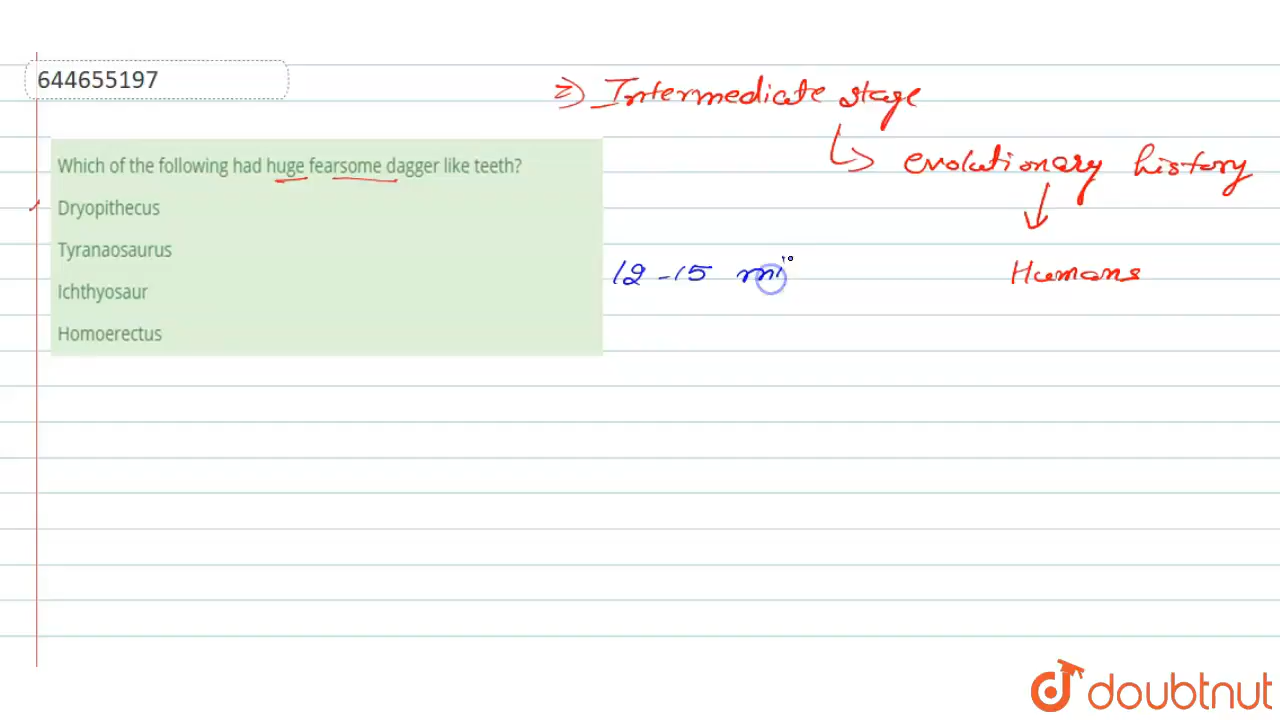 644655197
Which of the following had huge fearsome dagger like teeth?
Dryopithecus
Tyranaosaurus
Ichthyosaur
Homoerectus
Intermediate stage
evolutionary history
Humans
12-15
doubtnut